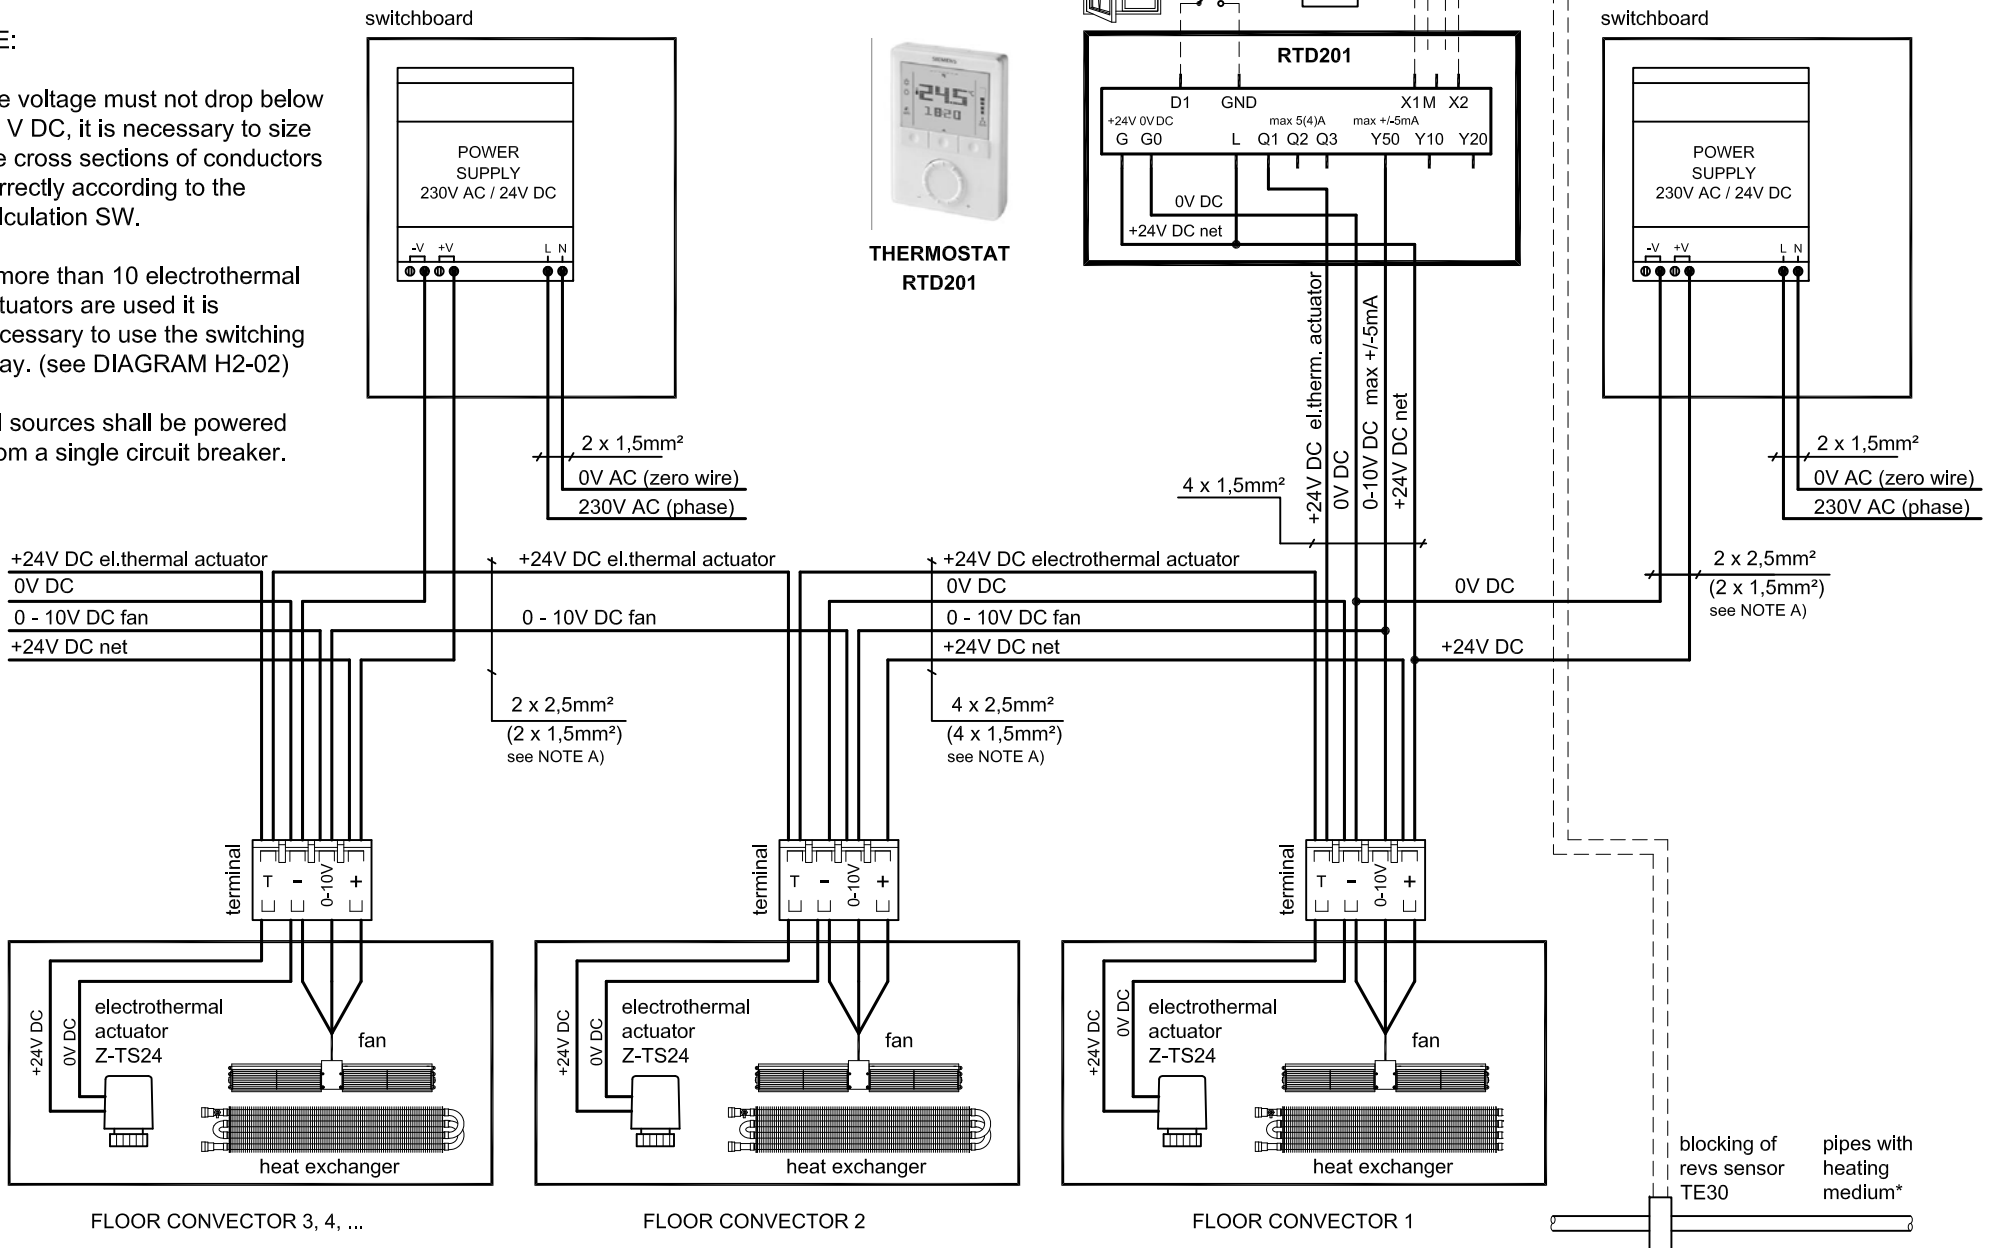 E:
e voltage must not drop below
V DC, it is necessary to size
e cross sections of conductors
rrectly according to the
lculation SW.
more than 10 electrothermal
tuators are used it is
cessary to use the switching
ay. (see DIAGRAM H2-02)
l sources shall be powered
om a single circuit breaker.
switchboard
POWER
SUPPLY
230V AC / 24V DC
-V +V L N
2 x 1,5mm²
0V AC (zero wire)
230V AC (phase)
SIEMENS
24.5
18:20
THERMOSTAT
RTD201
RTD201
D1 GND X1 M X2
+24V 0V DC max 5(4)A max +/-5mA
G G0 L Q1 Q2 Q3 Y50 Y10 Y20
0V DC
+24V DC net
+24V DC el.therm. actuator
0V DC
0-10V DC max +/-5mA
+24V DC net
4 x 1,5mm²
switchboard
POWER
SUPPLY
230V AC / 24V DC
-V +V L N
2 x 1,5mm²
0V AC (zero wire)
230V AC (phase)
2 x 2,5mm²
(2 x 1,5mm²)
see NOTE A)
+24V DC el.thermal actuator
0V DC
0 - 10V DC fan
+24V DC net
+24V DC el.thermal actuator
0 - 10V DC fan
2 x 2,5mm²
(2 x 1,5mm²)
see NOTE A)
+24V DC electrothermal actuator
0V DC
0 - 10V DC fan
+24V DC net
4 x 2,5mm²
(4 x 1,5mm²)
see NOTE A)
0V DC
+24V DC
terminal
T - 0-10V +
+24V DC
0V DC
electrothermal
actuator
Z-TS24
fan
heat exchanger
FLOOR CONVECTOR 3, 4, ...
terminal
T - 0-10V +
+24V DC
0V DC
electrothermal
actuator
Z-TS24
fan
heat exchanger
FLOOR CONVECTOR 2
terminal
T - 0-10V +
+24V DC
0V DC
electrothermal
actuator
Z-TS24
fan
heat exchanger
FLOOR CONVECTOR 1
blocking of
revs sensor
TE30
pipes with
heating
medium*